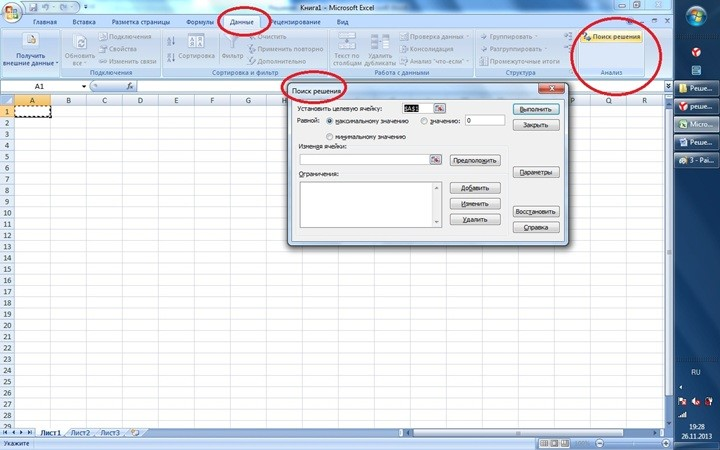 Книга1 - Microsoft Excel
Главная Вставка Разметка страницы Формулы Данные Рецензирование Вид
Получить внешние данные
Обновить все
Подключения
Свойства
Изменить связи
Подключения
Сортировка
Фильтр
Очистить
Применить повторно
Дополнительно
Сортировка и фильтр
Текст по столбцам
Удалить дубликаты
Проверка данных
Консолидация
Анализ "что-если"
Работа с данными
Группировать
Разгруппировать
Промежуточные итоги
Структура
Поиск решения
Анализ
A1
A B C D E F G H P Q R
Поиск решения
Установить целевую ячейку: $A$1
Равной: максимальному значению значению: 0
минимальному значению
Изменяя ячейки:
Предположить
Ограничения:
Добавить
Изменить
Удалить
Выполнить
Закрыть
Параметры
Восстановить
Справка
1
2
3
4
5
6
7
8
9
10
11
12
13
14
15
16
17
18
19
20
21
22
23
24
25
26
27
28
29
Лист1 Лист2 Лист3
Укажите
Реше...
Micro...
Реше...
3 - Pai...
RU
19:28
26.11.2013